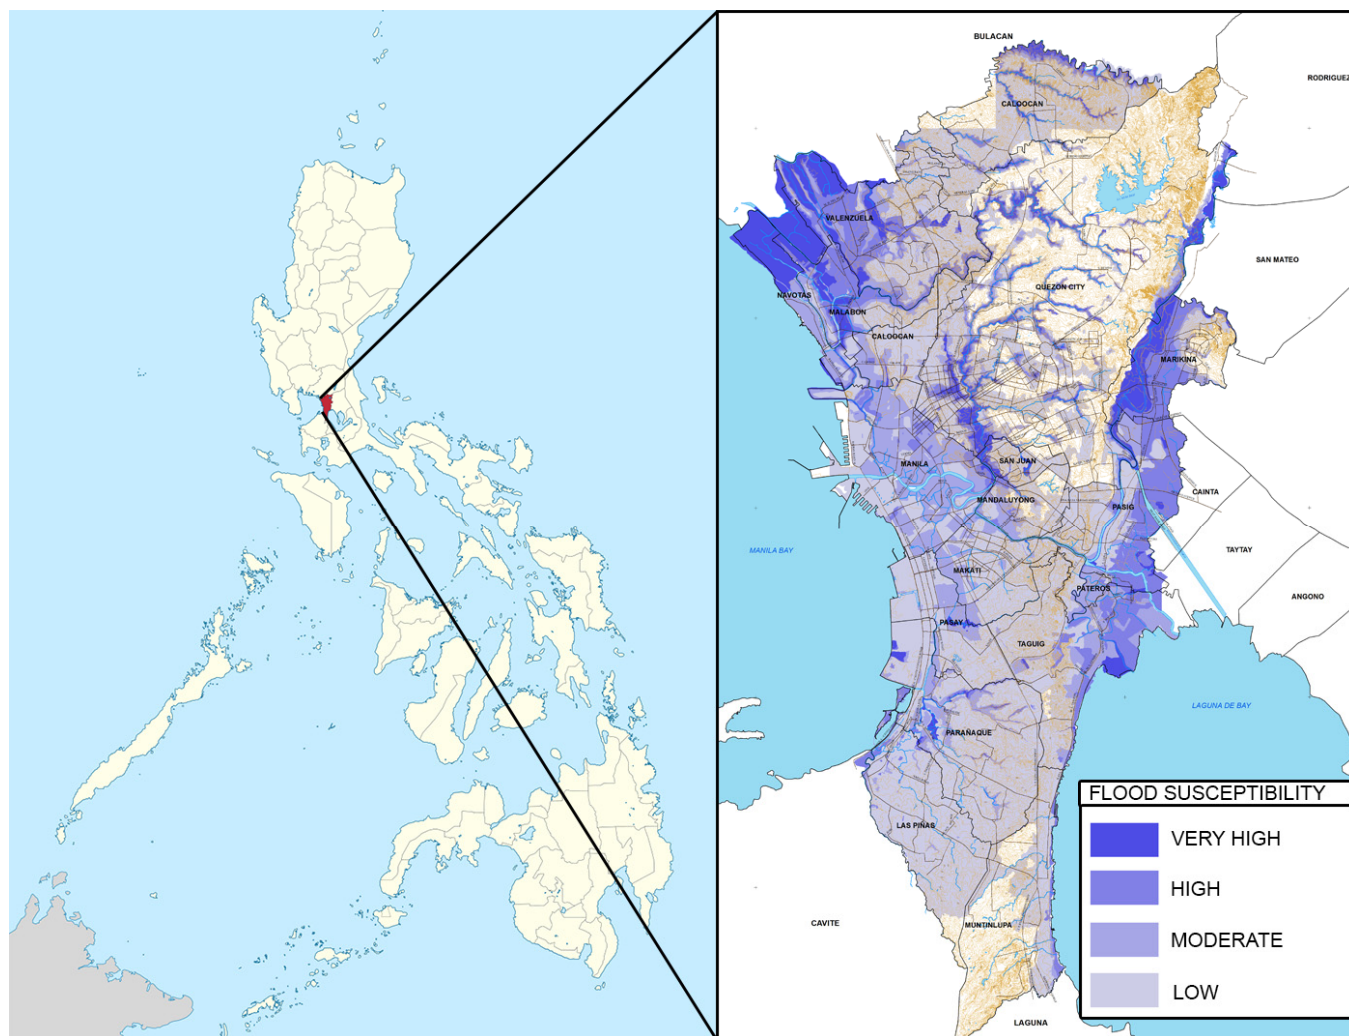 BULACAN
RODRIGUEZ
CALOOCAN
VALENZUELA
SAN MATEO
QUEZON CITY
NAVOTAS
MALABON
CALOOCAN
MARIKINA
MANILA
SAN JUAN
CAINTA
MANDALUYONG
PASIG
MANILA BAY
TAYTAY
MAKATI
PATEROS
ANGONO
PASAY
TAGUIG
LAGUNA DE BAY
PARAÑAQUE
FLOOD SUSCEPTIBILITY
LAS PIÑAS
VERY HIGH
HIGH
CAVITE
MUNTINLUPA
MODERATE
LOW
LAGUNA